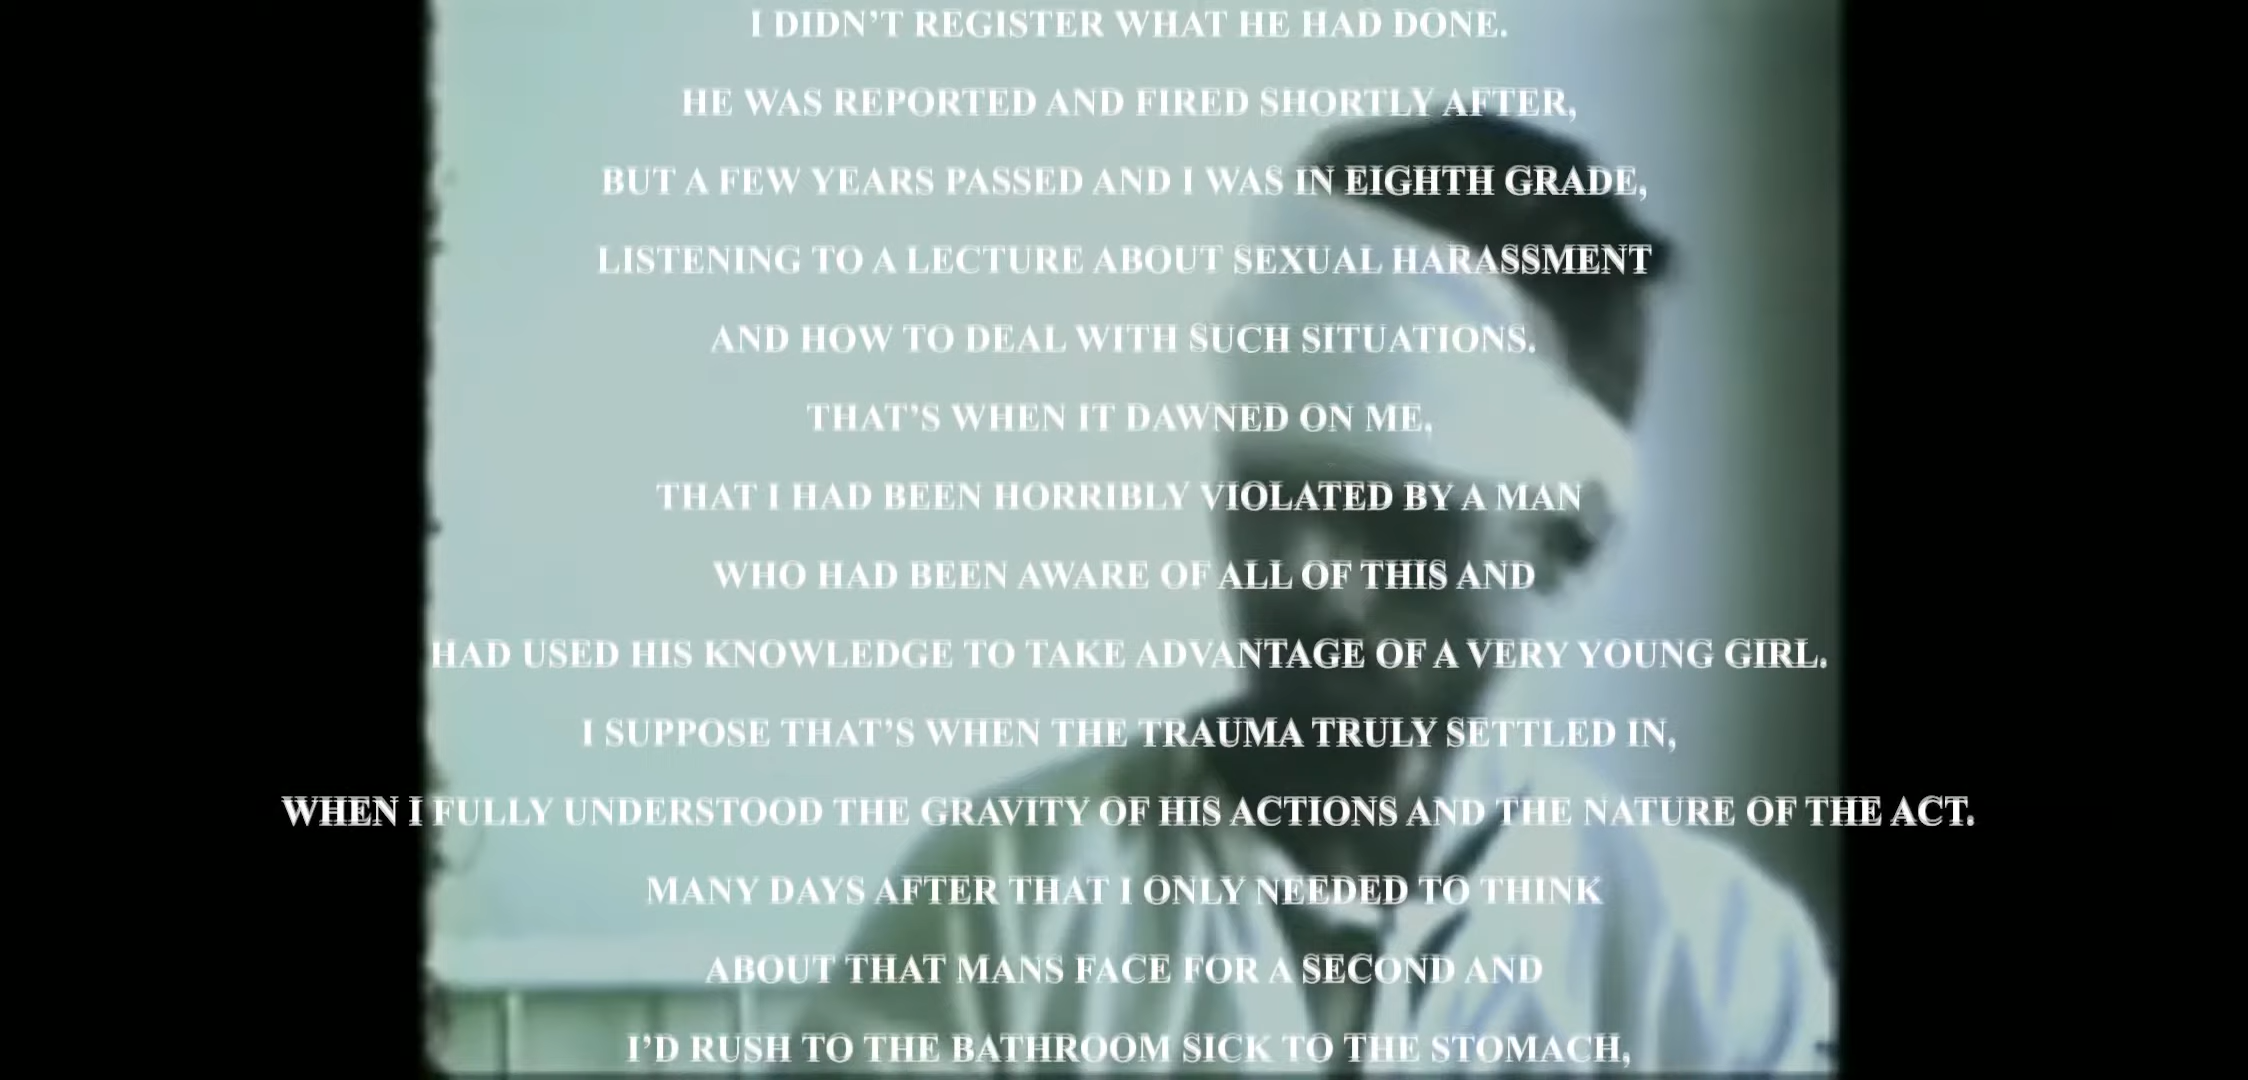 I DIDN’T REGISTER WHAT HE HAD DONE.
HE WAS REPORTED AND FIRED SHORTLY AFTER,
BUT A FEW YEARS PASSED AND I WAS IN EIGHTH GRADE,
LISTENING TO A LECTURE ABOUT SEXUAL HARASSMENT
AND HOW TO DEAL WITH SUCH SITUATIONS.
THAT’S WHEN IT DAWNED ON ME,
THAT I HAD BEEN HORRIBLY VIOLATED BY A MAN
WHO HAD BEEN AWARE OF ALL OF THIS AND
HAD USED HIS KNOWLEDGE TO TAKE ADVANTAGE OF A VERY YOUNG GIRL.
I SUPPOSE THAT’S WHEN THE TRAUMA TRULY SETTLED IN,
WHEN I FULLY UNDERSTOOD THE GRAVITY OF HIS ACTIONS AND THE NATURE OF THE ACT.
MANY DAYS AFTER THAT I ONLY NEEDED TO THINK
ABOUT THAT MANS FACE FOR A SECOND AND
I’D RUSH TO THE BATHROOM SICK TO THE STOMACH,